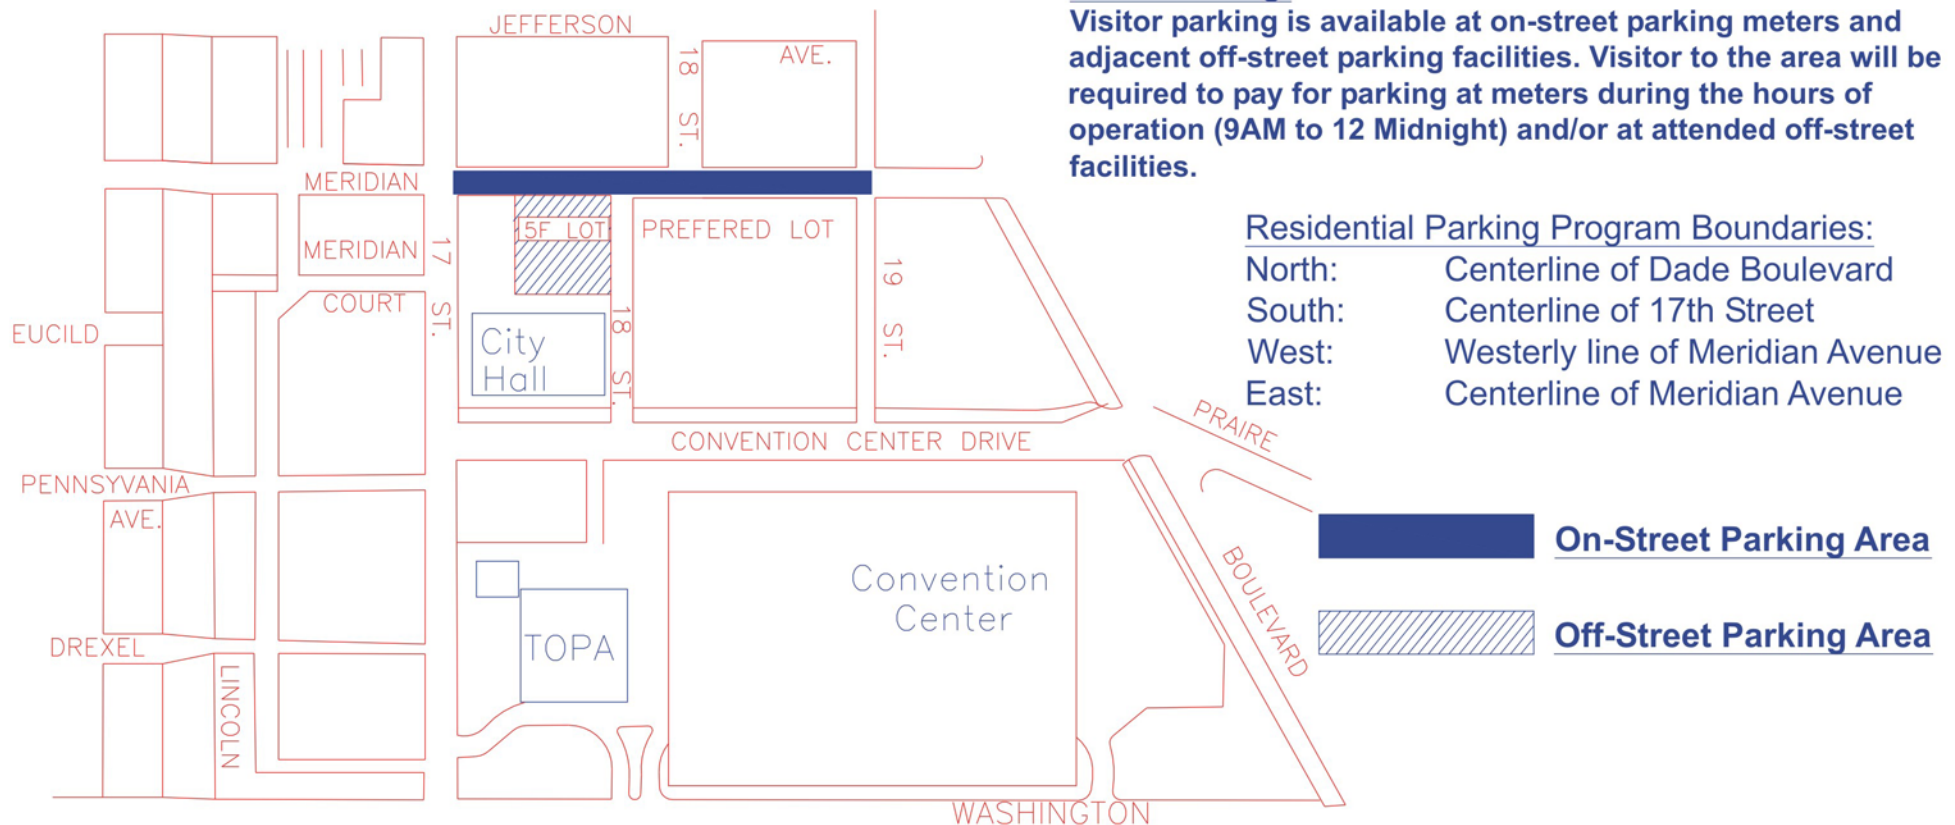 Visitor parking is available at on-street parking meters and
adjacent off-street parking facilities. Visitor to the area will be
required to pay for parking at meters during the hours of
operation (9AM to 12 Midnight) and/or at attended off-street
facilities.
Residential Parking Program Boundaries:
North: Centerline of Dade Boulevard
South: Centerline of 17th Street
West: Westerly line of Meridian Avenue
East: Centerline of Meridian Avenue
JEFFERSON
AVE.
18 ST.
MERIDIAN
MERIDIAN
COURT
17 ST.
5F LOT
PREFERED LOT
19 ST.
18 ST.
EUCILD
City
Hall
CONVENTION CENTER DRIVE
PRAIRE
PENNSYVANIA
AVE.
On-Street Parking Area
BOULEVARD
Convention
Center
TOPA
Off-Street Parking Area
DREXEL
LINCOLN
WASHINGTON